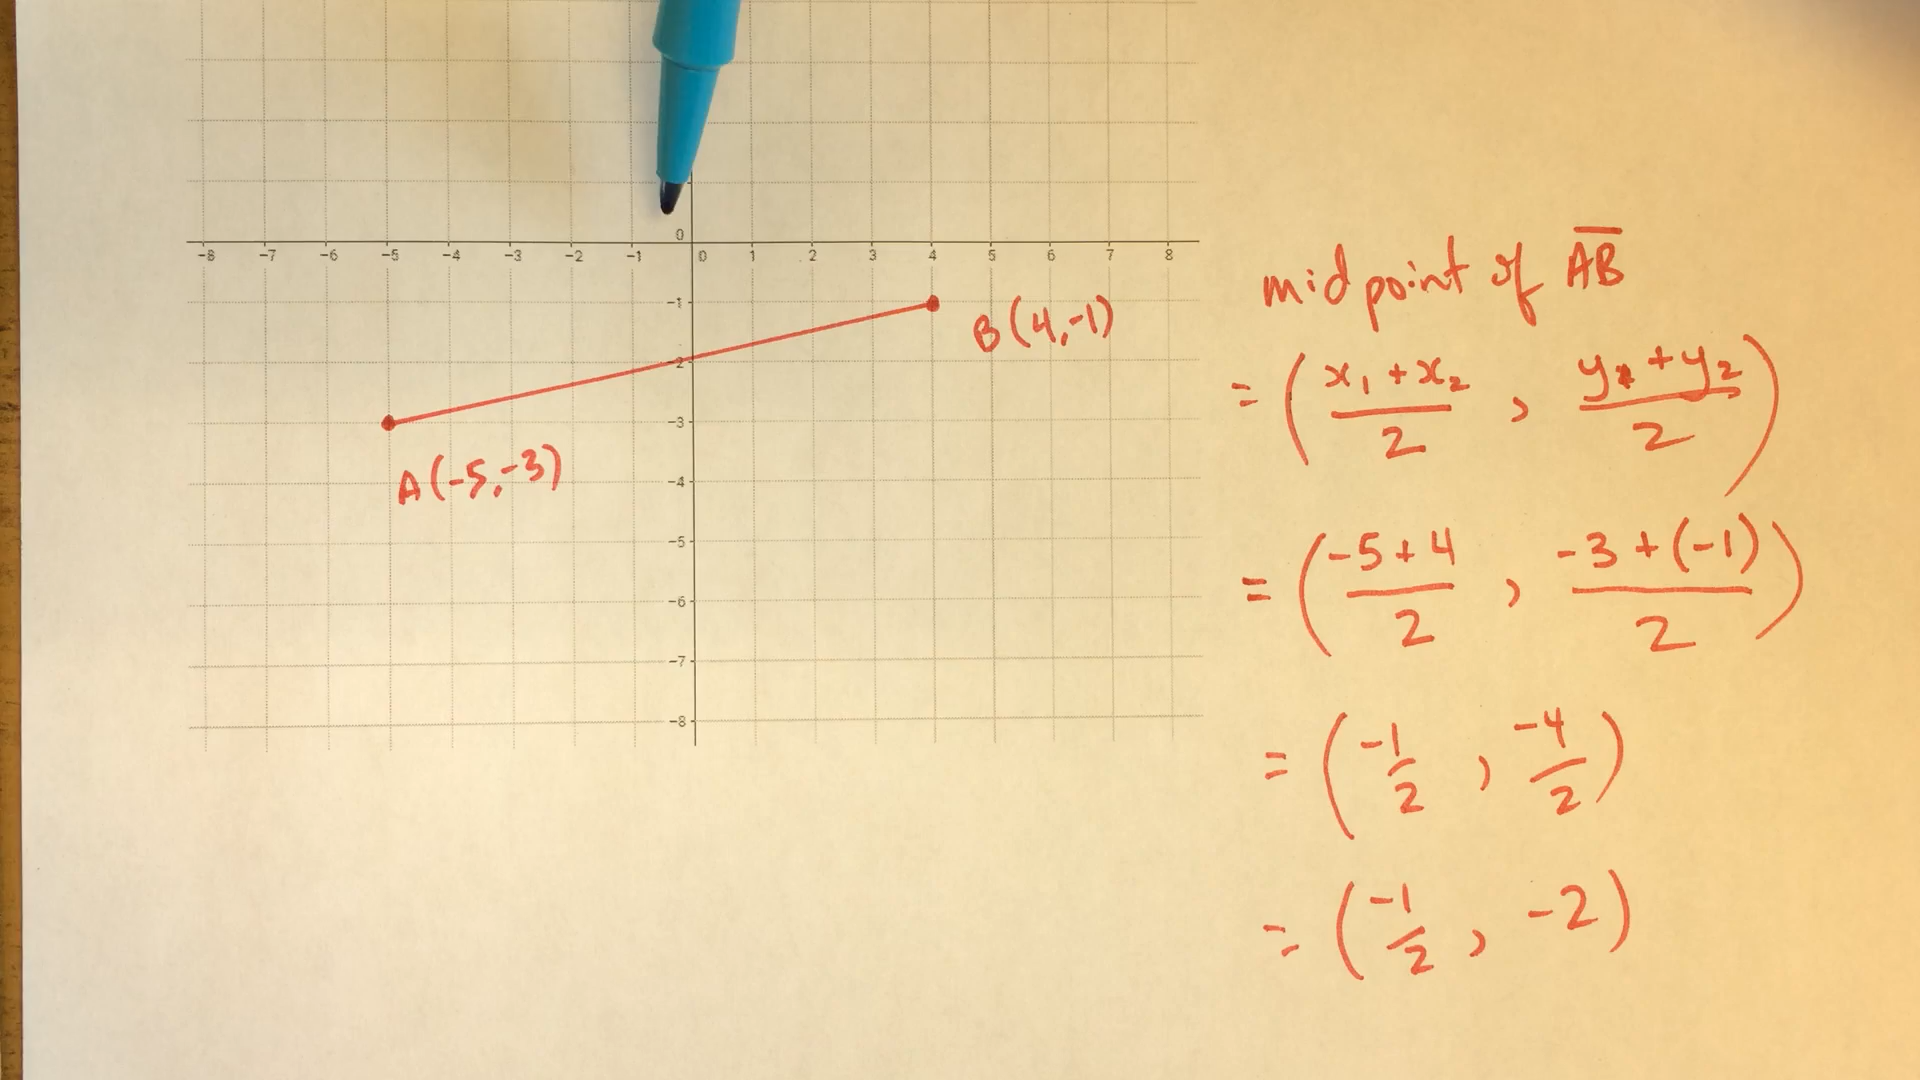 0
-8 -7 -6 -5 -4 -3 -2 -1 0 1 2 3 4 5 6 7 8
-1
B(4,-1)
-2
-3
A(-5,-3)
-4
-5
-6
-7
-8
midpoint of A̅B̅
= (x₁+x₂/2 , y₁+y₂/2)
= (-5+4/2 , -3+(-1)/2)
= (-1/2 , -4/2)
= (-1/2 , -2)